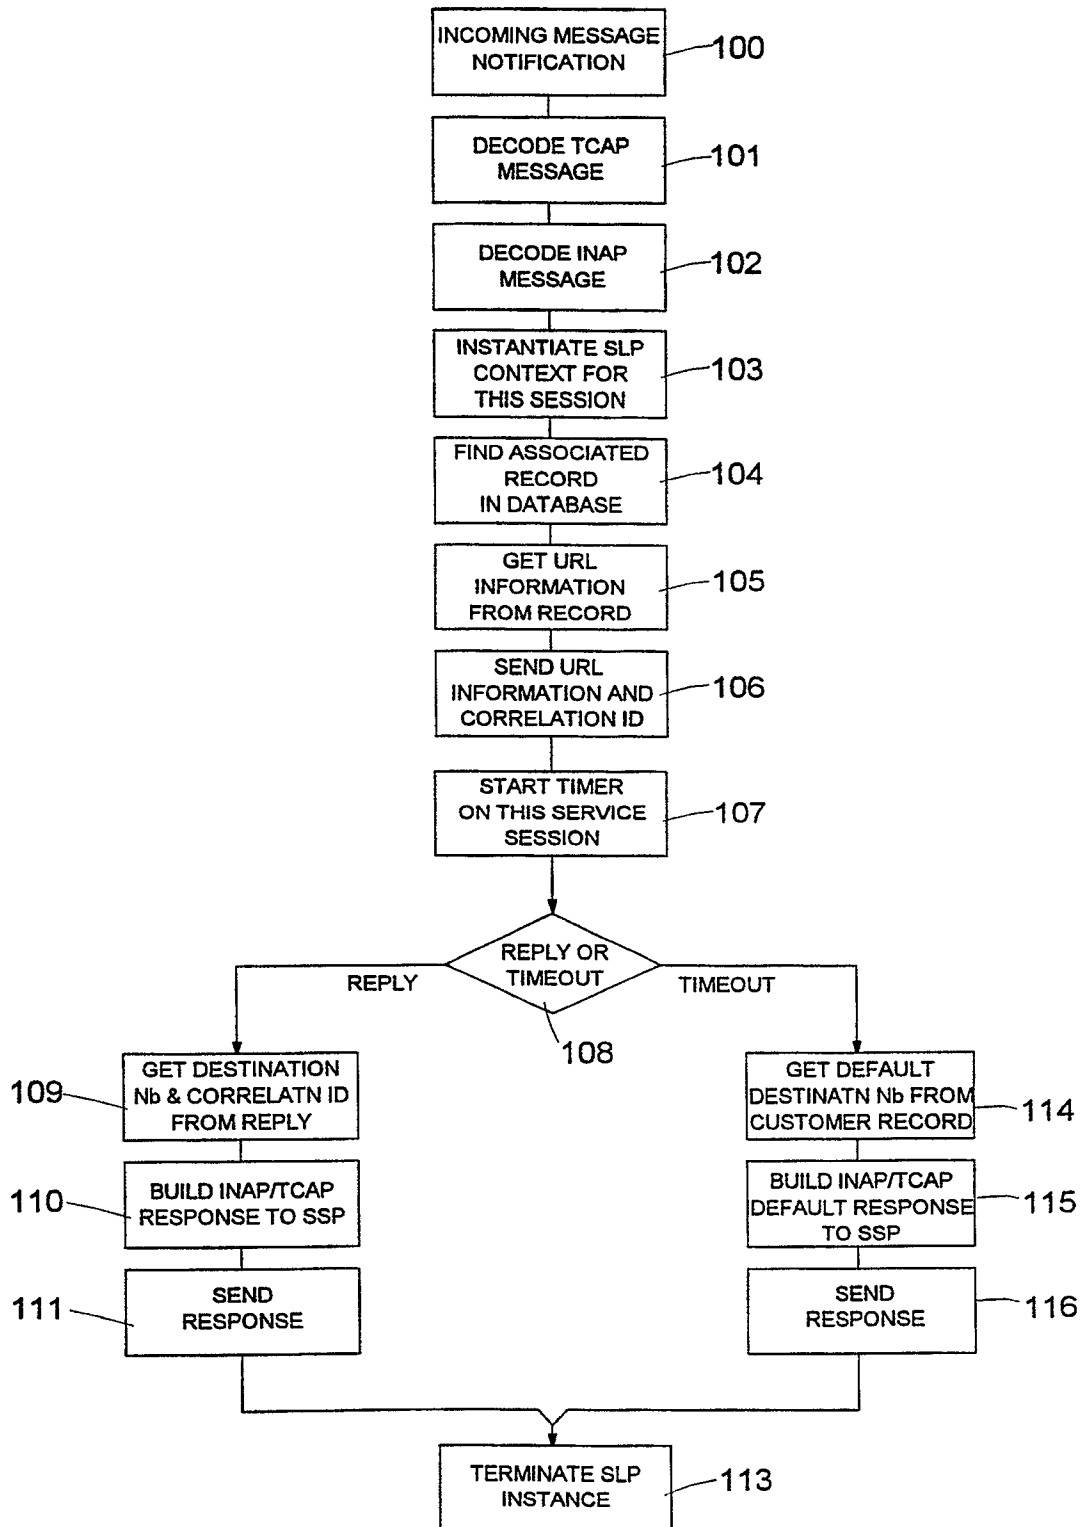 INCOMING MESSAGE
NOTIFICATION
100
DECODE TCAP
MESSAGE
101
DECODE INAP
MESSAGE
102
INSTANTIATE SLP
CONTEXT FOR
THIS SESSION
103
FIND ASSOCIATED
RECORD
IN DATABASE
104
GET URL
INFORMATION
FROM RECORD
105
SEND URL
INFORMATION AND
CORRELATION ID
106
START TIMER
ON THIS SERVICE
SESSION
107
REPLY OR
TIMEOUT
REPLY
TIMEOUT
108
GET DESTINATION
Nb & CORRELATN ID
FROM REPLY
109
BUILD INAP/TCAP
RESPONSE TO SSP
110
SEND
RESPONSE
111
GET DEFAULT
DESTINATN Nb FROM
CUSTOMER RECORD
114
BUILD INAP/TCAP
DEFAULT RESPONSE
TO SSP
115
SEND
RESPONSE
116
TERMINATE SLP
INSTANCE
113